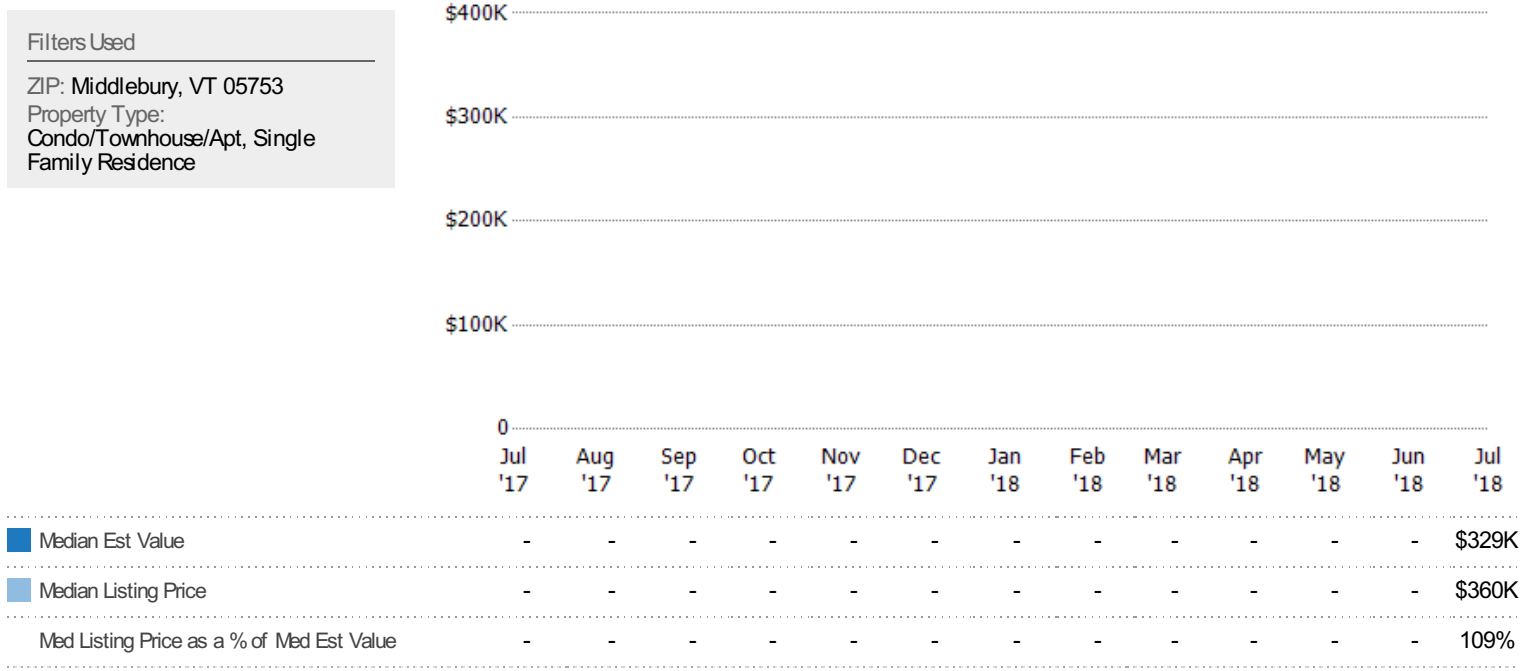 Filters Used
ZIP: Middlebury, VT 05753
Property Type:
Condo/Townhouse/Apt, Single
Family Residence
$400K
$300K
$200K
$100K
0
Jul Aug Sep Oct Nov Dec Jan Feb Mar Apr May Jun Jul
'17 '17 '17 '17 '17 '17 '18 '18 '18 '18 '18 '18 '18
Median Est Value - - - - - - - - - - - - $329K
Median Listing Price - - - - - - - - - - - - $360K
Med Listing Price as a % of Med Est Value - - - - - - - - - - - - 109%